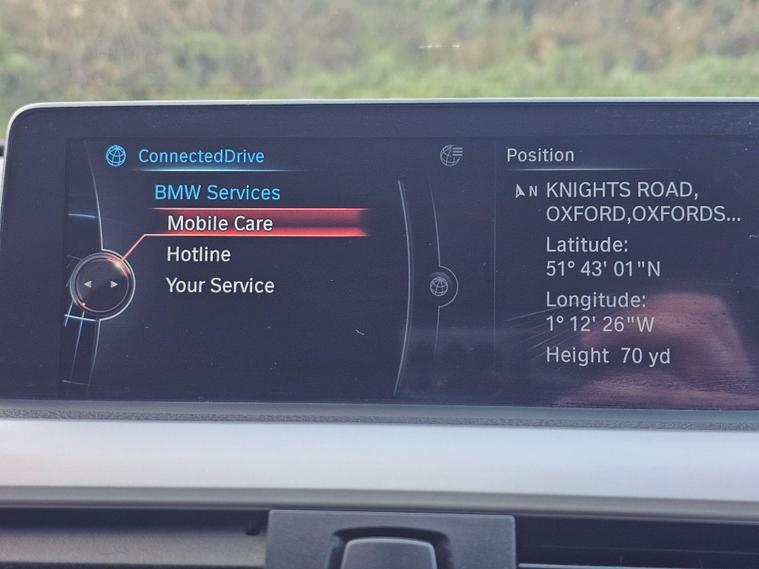 ConnectedDrive
BMW Services
Mobile Care
Hotline
Your Service
Position
N KNIGHTS ROAD,
OXFORD,OXFORDS...
Latitude:
51° 43' 01"N
Longitude:
1° 12' 26"W
Height 70 yd